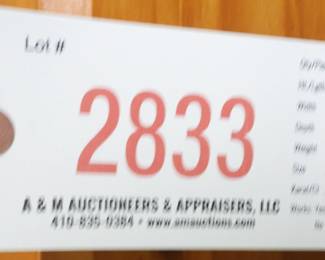 Lot #
2833
A & M AUCTIONEERS & APPRAISERS, LLC
410-835-0384 • www.amauctions.com
Width
Depth
Weight
Size